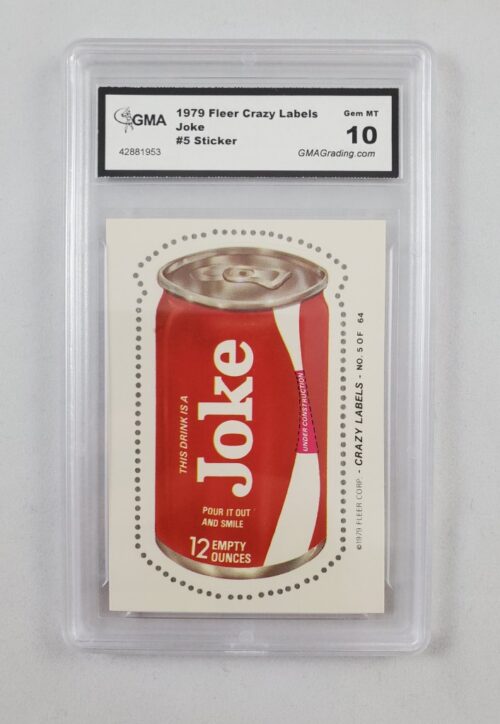 GMA
42881953
1979 Fleer Crazy Labels
Joke
#5 Sticker
Gem MT
10
GMAGrading.com
THIS DRINK IS A
Joke
POUR IT OUT
AND SMILE
12 EMPTY
OUNCES
UNDER CONSTRUCTION
©1979 FLEER CORP. - CRAZY LABELS - NO. 5 OF 64